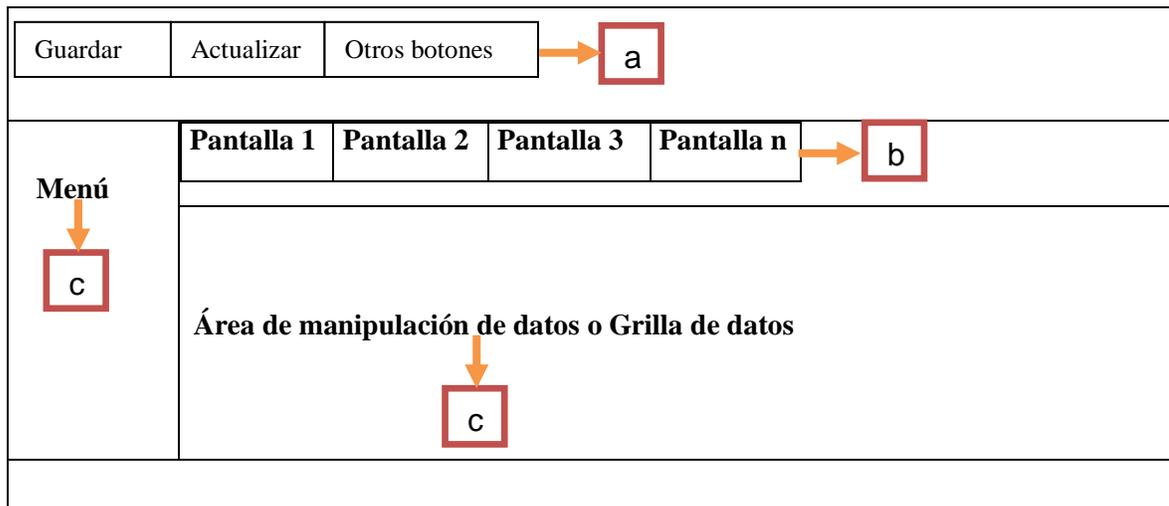 Guardar Actualizar Otros botones a
Pantalla 1 Pantalla 2 Pantalla 3 Pantalla n b
Menú
c
Área de manipulación de datos o Grilla de datos
c